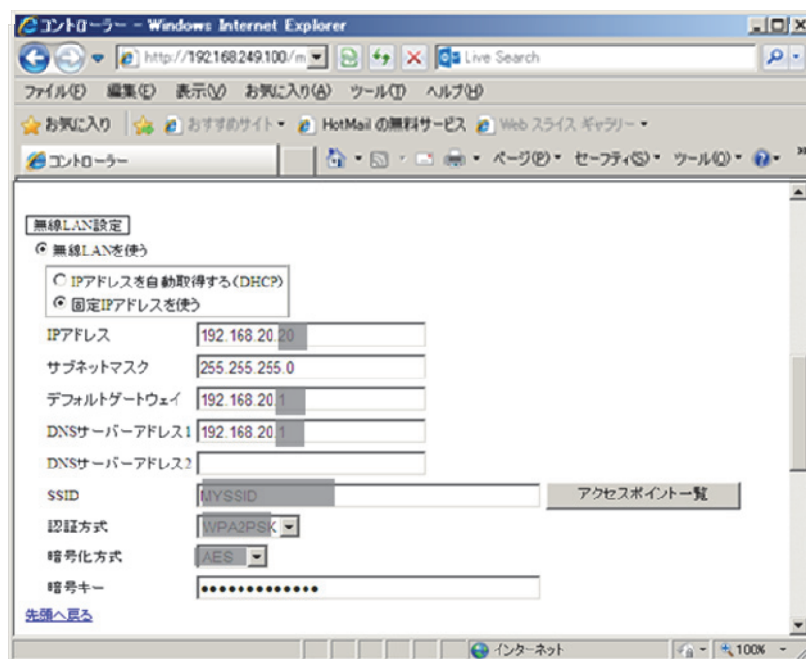 コントローラー - Windows Internet Explorer
http://192.168.249.100/m
Live Search
ファイル(F) 編集(E) 表示(V) お気に入り(A) ツール(T) ヘルプ(H)
お気に入り おすすめサイト HotMail の無料サービス Web スライス ギャラリー
コントローラー ページ(P) セーフティ(S) ツール(O) »
無線LAN設定
無線LANを使う
IPアドレスを自動取得する(DHCP)
固定IPアドレスを使う
IPアドレス 192.168.20.20
サブネットマスク 255.255.255.0
デフォルトゲートウェイ 192.168.20.1
DNSサーバーアドレス1 192.168.20.1
DNSサーバーアドレス2
SSID MYSSID アクセスポイント一覧
認証方式 WPA2PSK
暗号化方式 AES
暗号キー •••••••••••••
先頭へ戻る
インターネット 100%